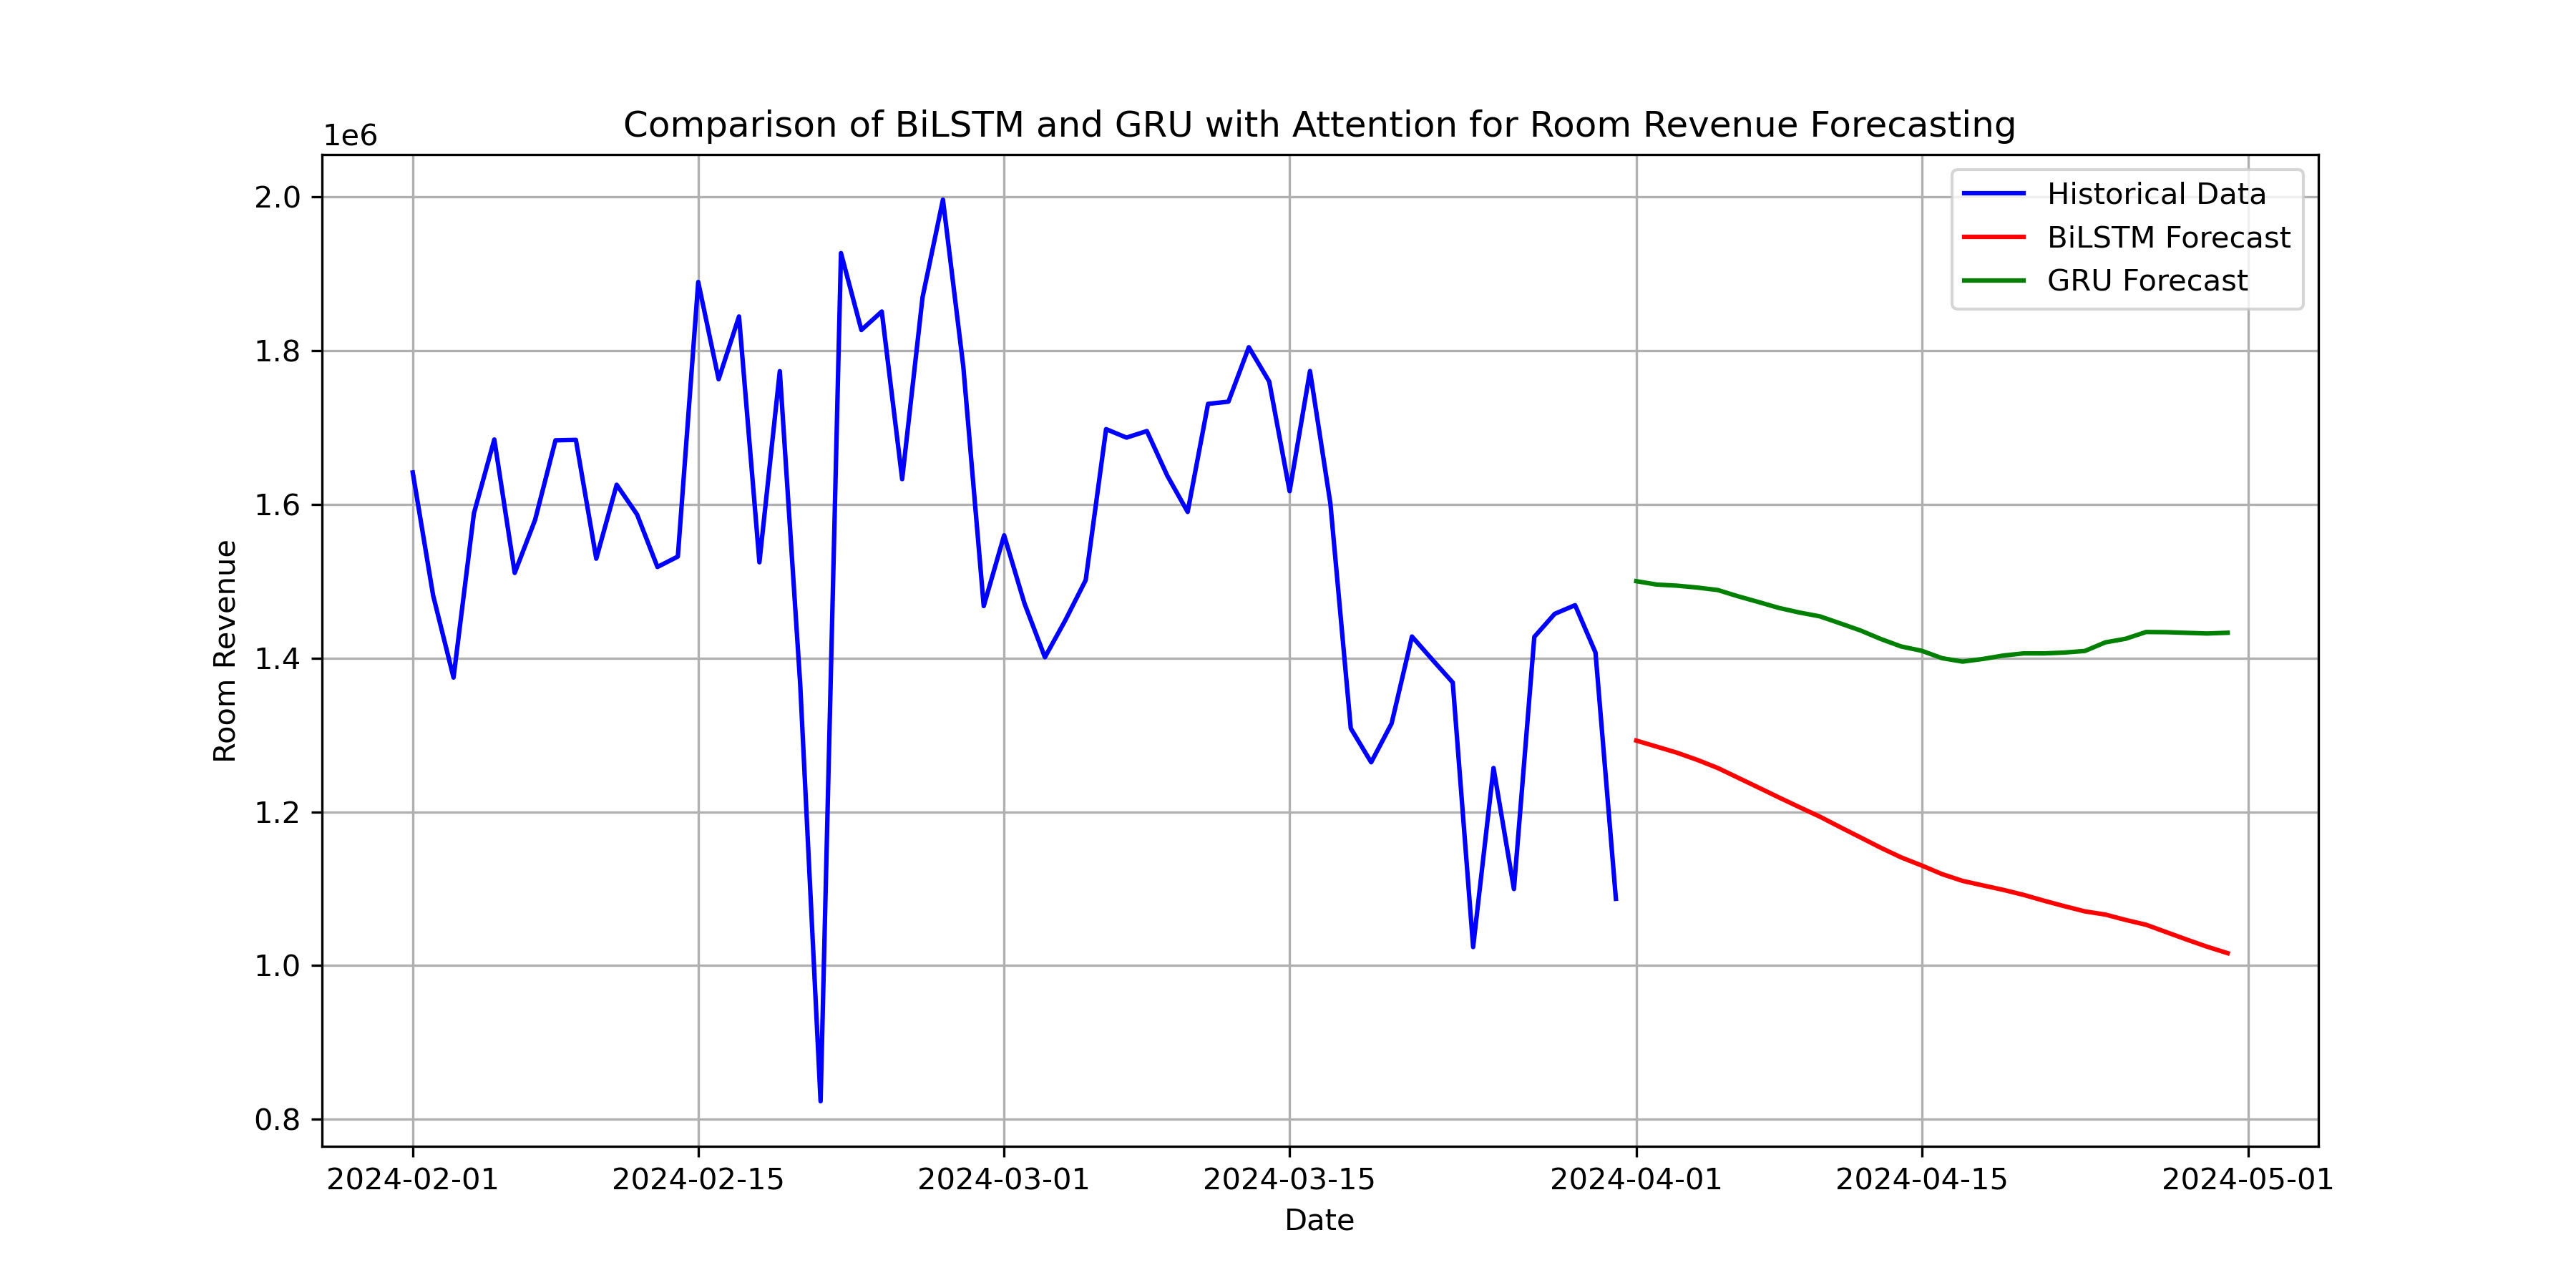 Comparison of BiLSTM and GRU with Attention for Room Revenue Forecasting
1e6
2.0
1.8
1.6
1.4
1.2
1.0
0.8
Room Revenue
Historical Data
BiLSTM Forecast
GRU Forecast
2024-02-01 2024-02-15 2024-03-01 2024-03-15 2024-04-01 2024-04-15 2024-05-01
Date